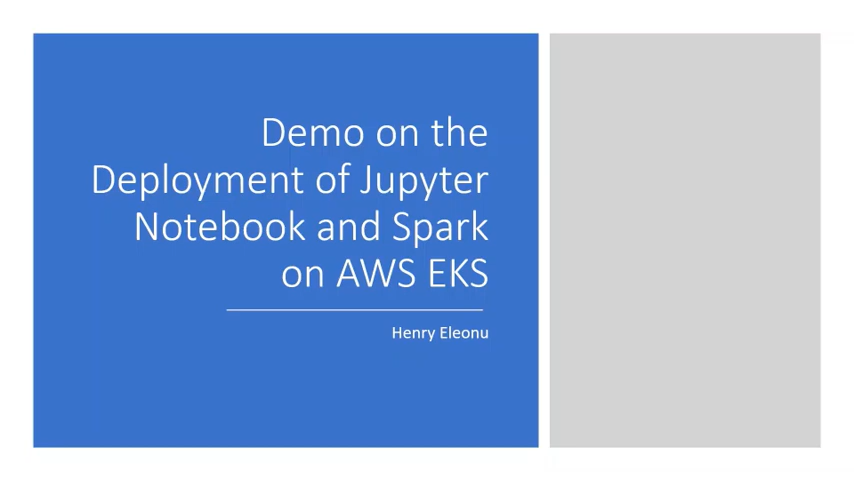 Demo on the
Deployment of Jupyter
Notebook and Spark
on AWS EKS
Henry Eleonu